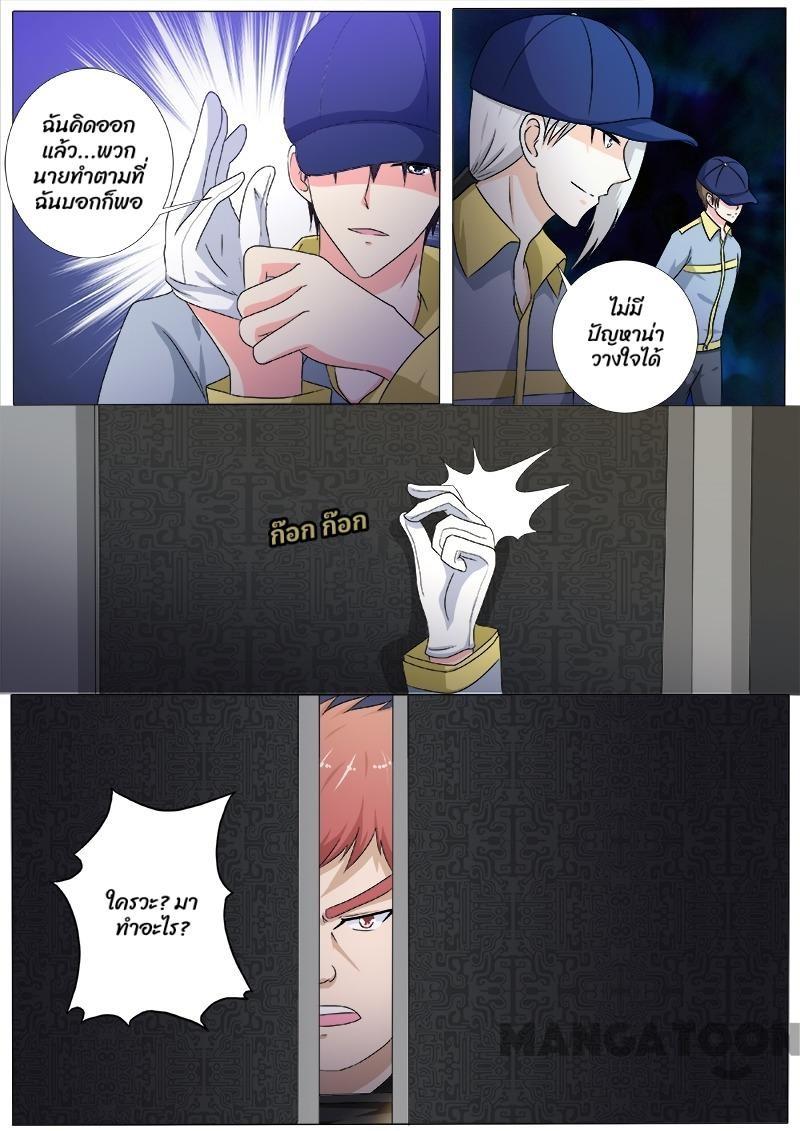 ฉันคิดออก
แล้ว...พวก
นายทำตามที่
ฉันบอกก็พอ
ไม่มี
ปัญหาน่า
วางใจได้
ก๊อก ก๊อก
ใครวะ? มา
ทำอะไร?
MANGATOON